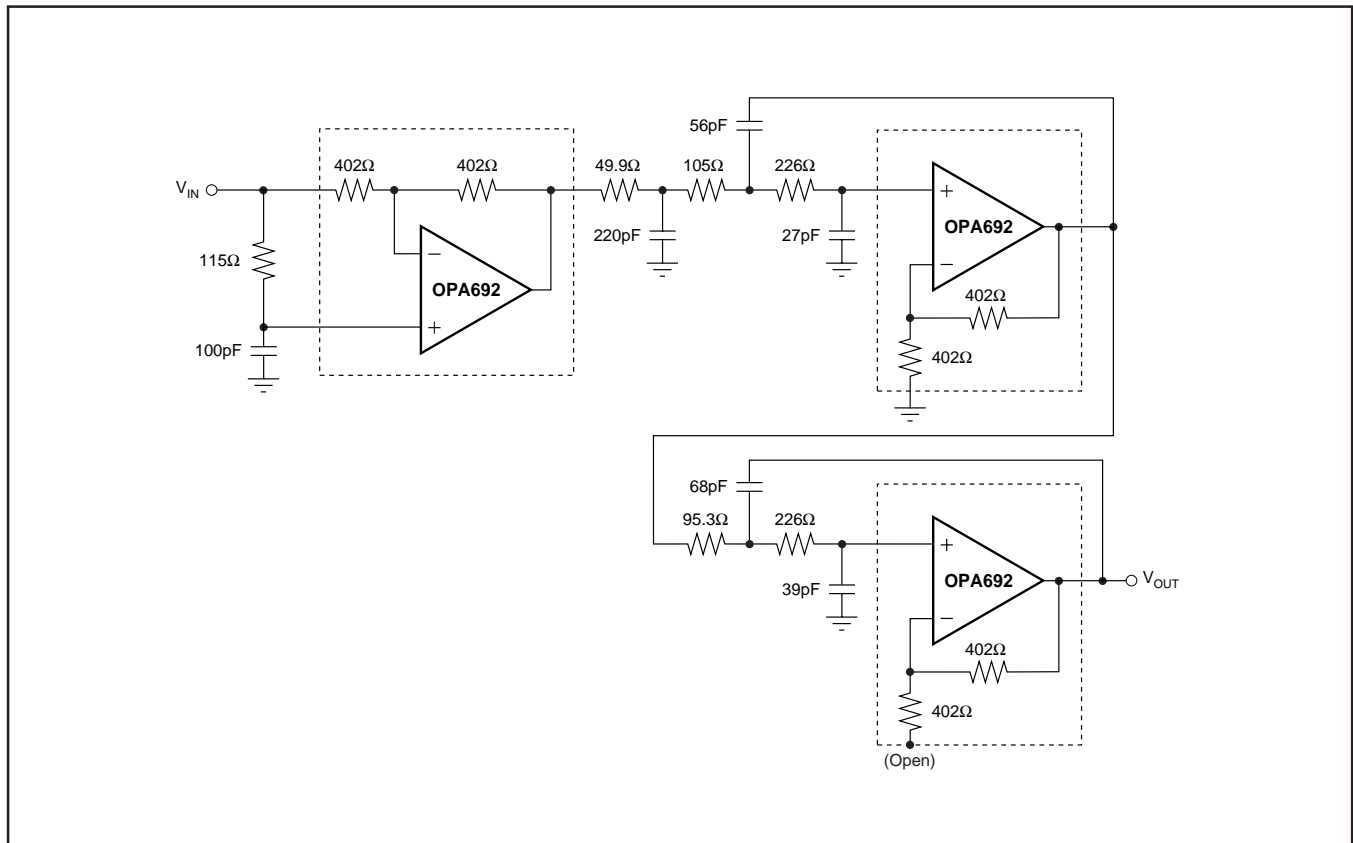 56pF
402Ω
402Ω
49.9Ω
105Ω
226Ω
V_IN
+
OPA692
−
115Ω
−
220pF
27pF
OPA692
+
402Ω
100pF
402Ω
68pF
95.3Ω
226Ω
+
OPA692
V_OUT
39pF
−
402Ω
402Ω
(Open)